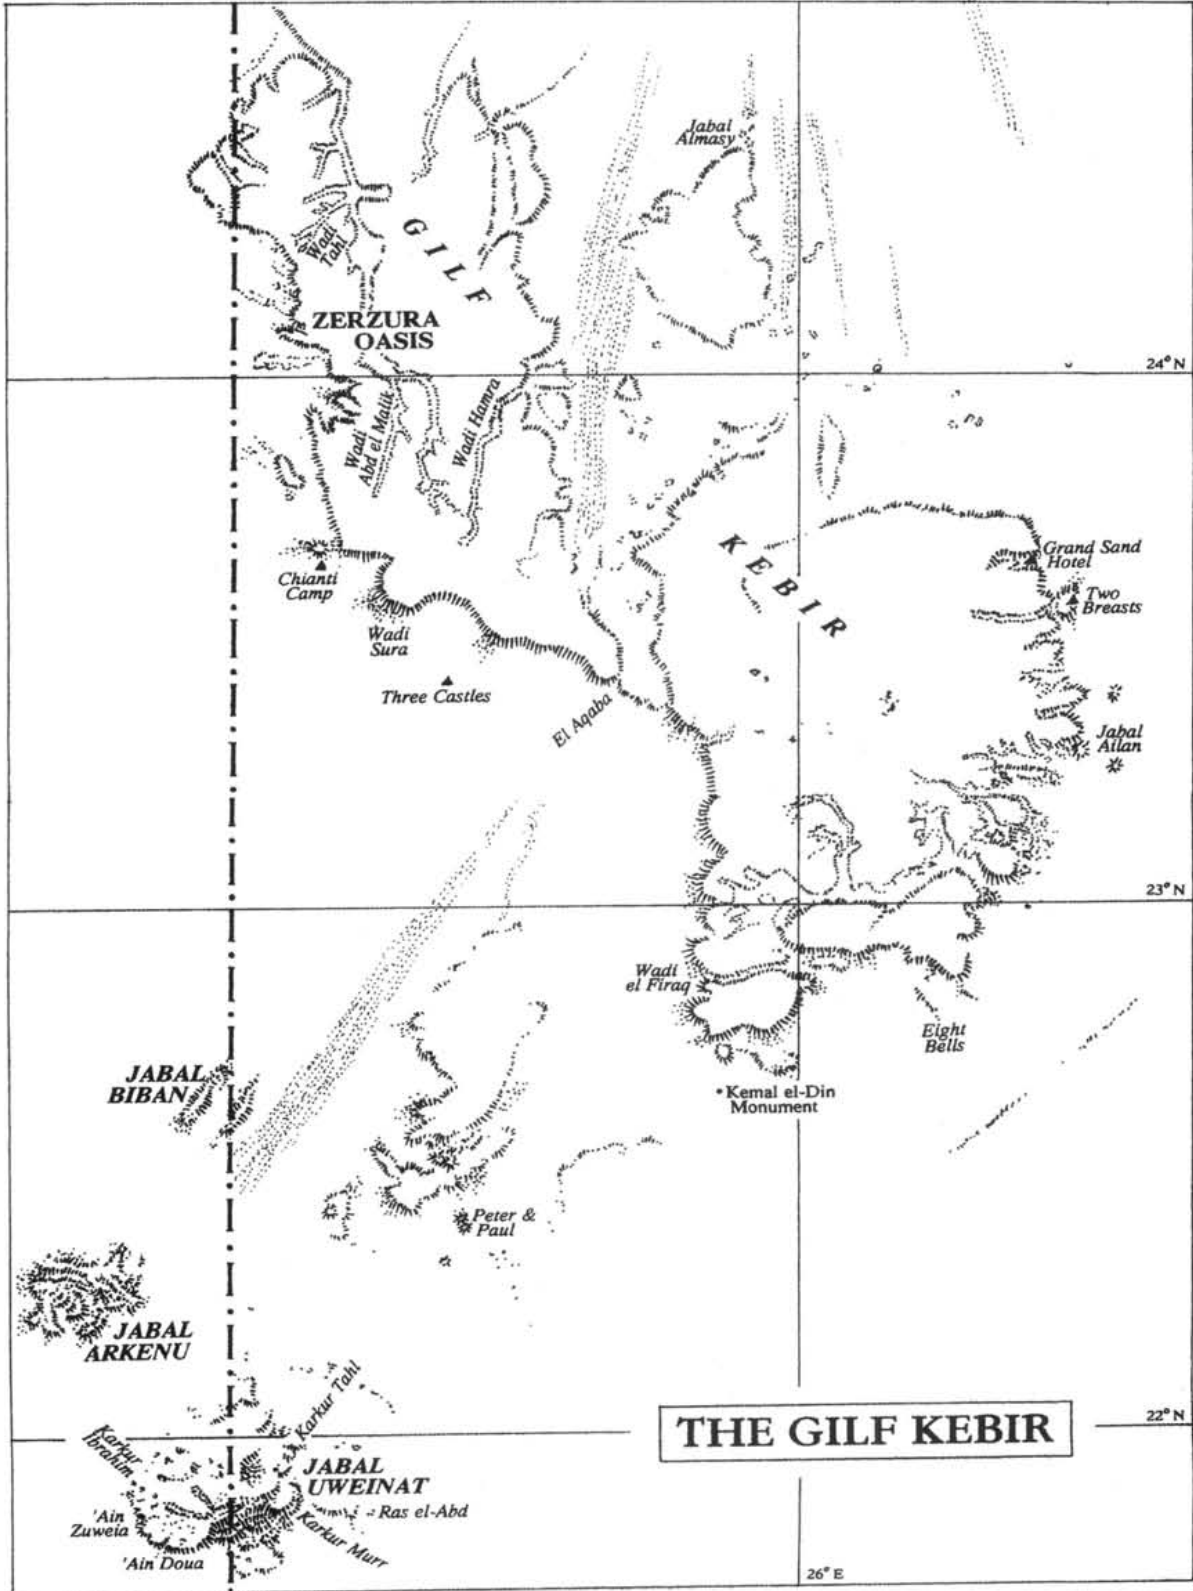 Jabal
Almasy
GILF
Wadi
Tahl
ZERZURA
OASIS
24° N
Wadi
Abd el Malik
Wadi Hamra
KEBIR
Grand Sand
Hotel
Two
Breasts
Chianti
Camp
Wadi
Sura
Three Castles
El Aqaba
Jabal
Ailan
23° N
Wadi
el Firaq
Eight
Bells
JABAL
BIBAN
Kemal el-Din
Monument
Peter &
Paul
JABAL
ARKENU
Karkur Tahl
22° N
THE GILF KEBIR
Karkur
Ibrahim
JABAL
UWEINAT
'Ain
Zuweia
Ras el-Abd
Karkur Murr
'Ain Doua
26° E